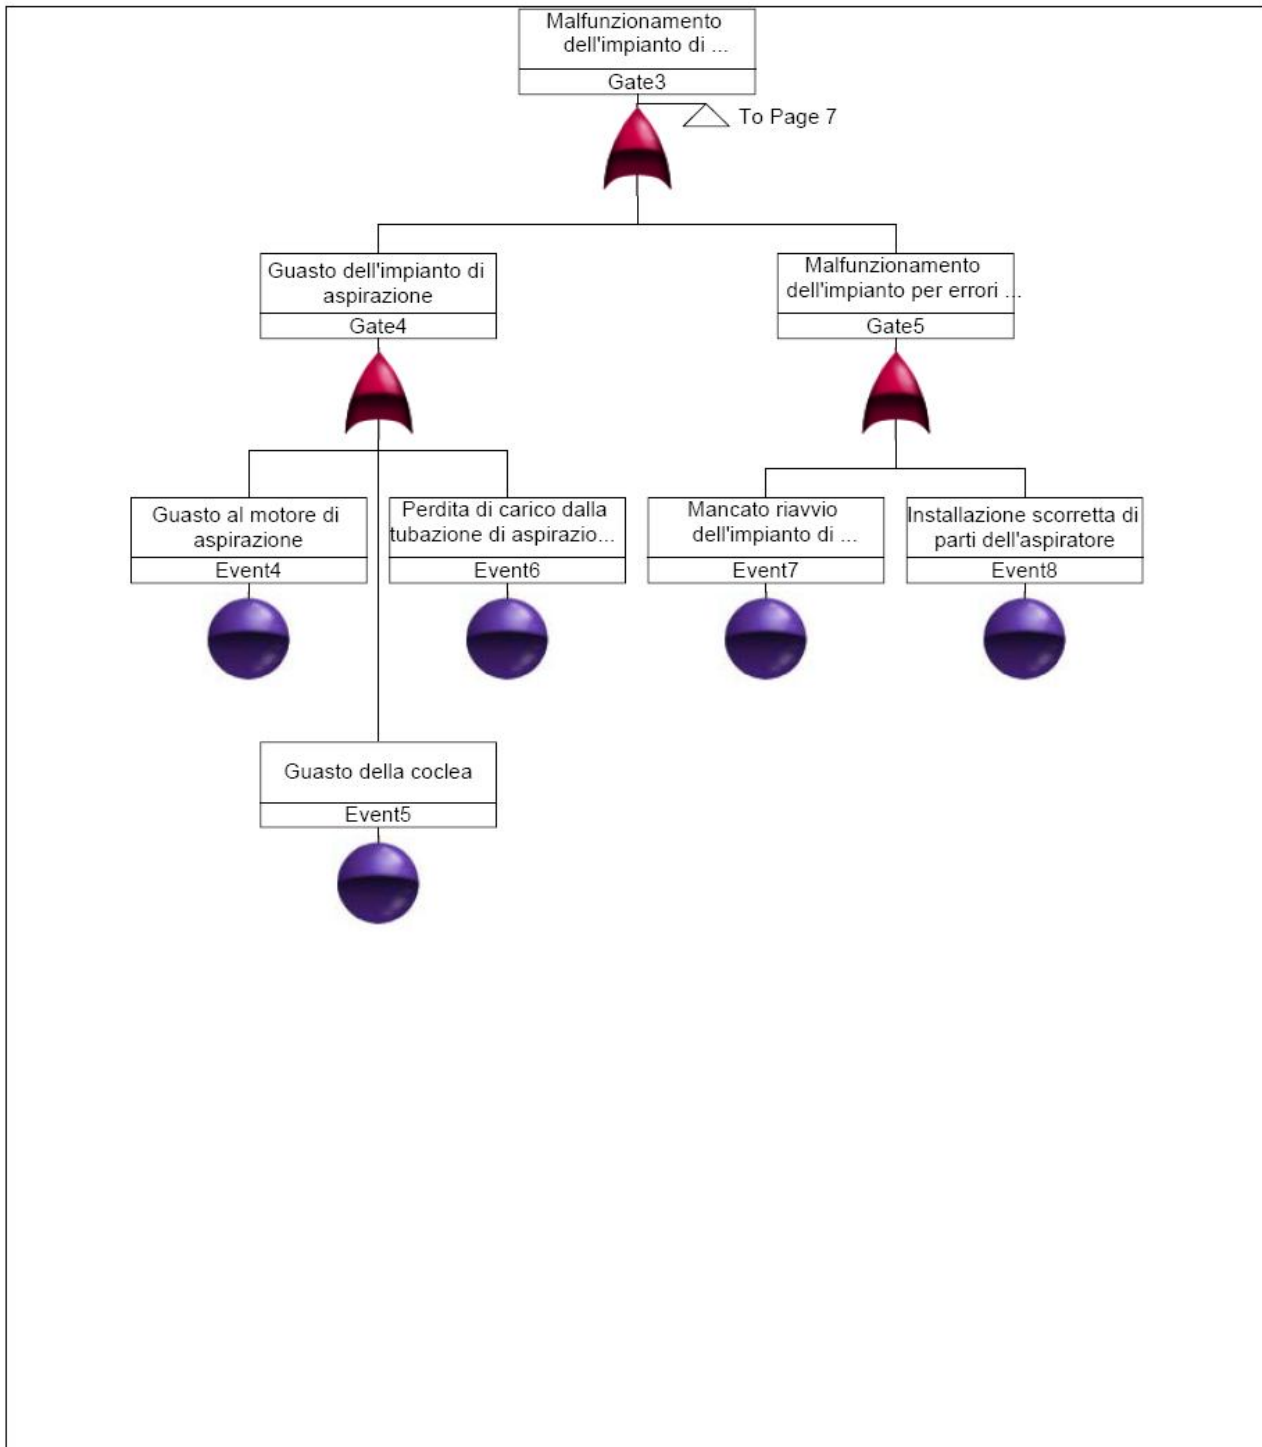 Malfunzionamento
dell'impianto di ...
Gate3
To Page 7
Guasto dell'impianto di
aspirazione
Gate4
Malfunzionamento
dell'impianto per errori ...
Gate5
Guasto al motore di
aspirazione
Event4
Perdita di carico dalla
tubazione di aspirazio...
Event6
Mancato riavvio
dell'impianto di ...
Event7
Installazione scorretta di
parti dell'aspiratore
Event8
Guasto della coclea
Event5